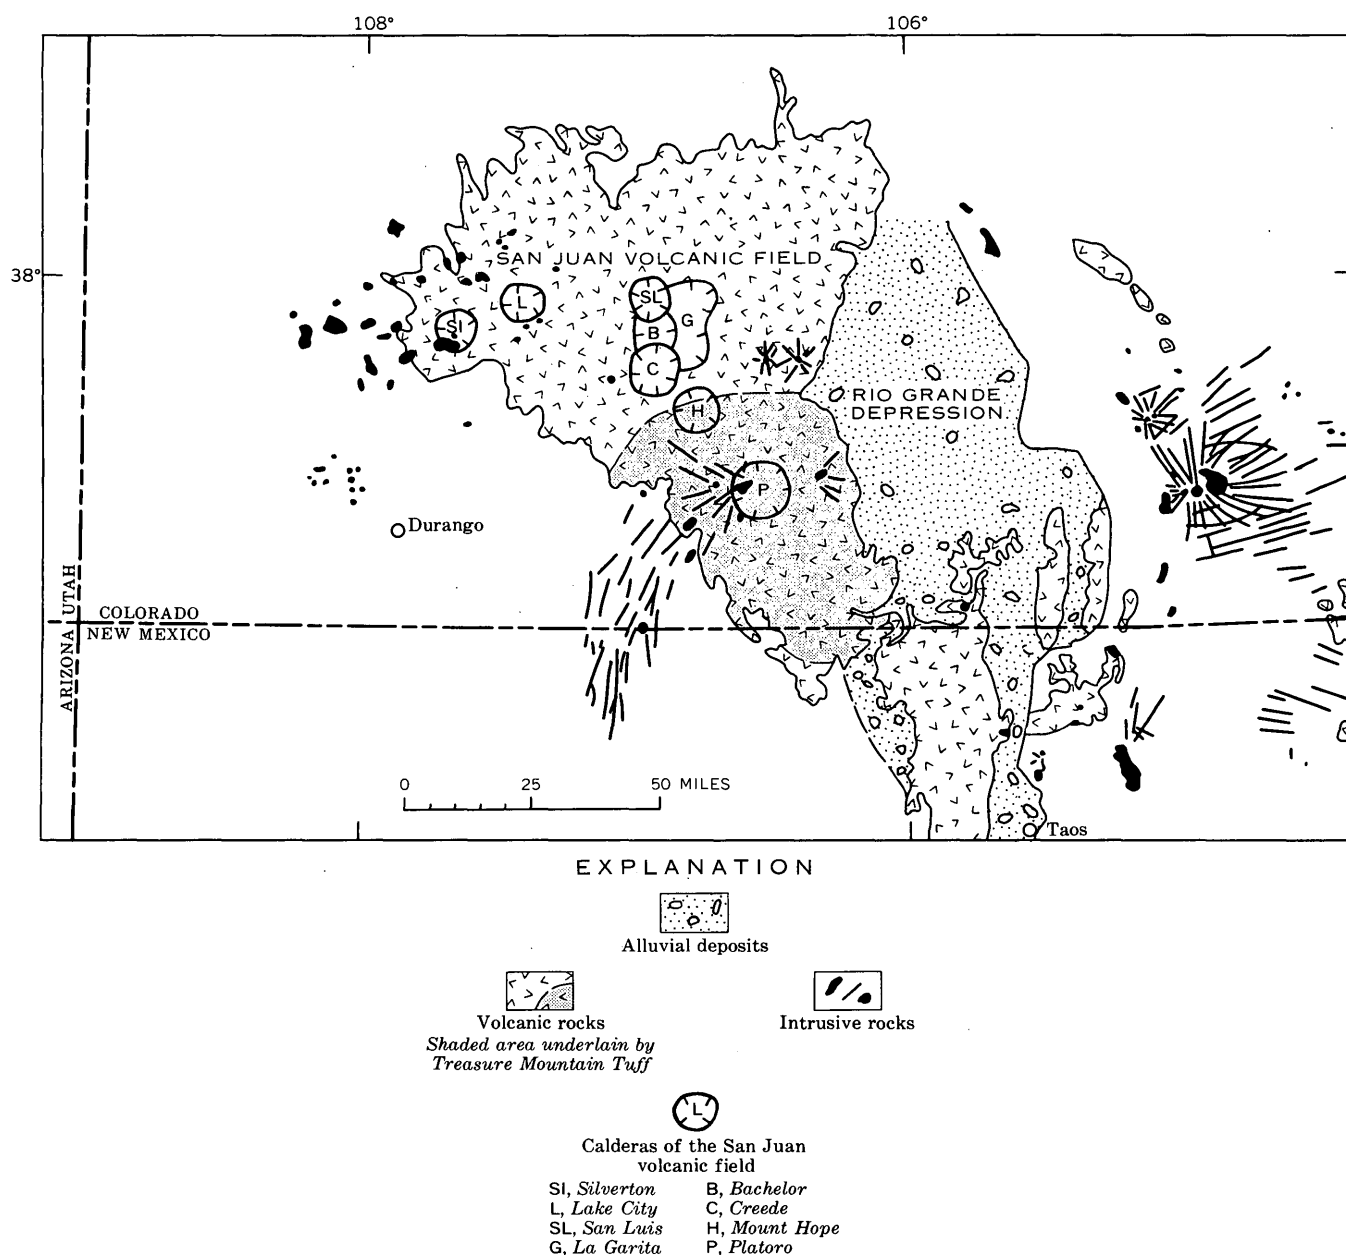 108°
106°
38°
SAN JUAN VOLCANIC FIELD
L
SL
G
SI
B
C
H
P
RIO GRANDE
DEPRESSION
Durango
ARIZONA UTAH
COLORADO
NEW MEXICO
0 25 50 MILES
Taos
EXPLANATION
Alluvial deposits
Volcanic rocks
Shaded area underlain by
Treasure Mountain Tuff
Intrusive rocks
L
Calderas of the San Juan
volcanic field
SI, Silverton
L, Lake City
SL, San Luis
G, La Garita
B, Bachelor
C, Creede
H, Mount Hope
P, Platoro